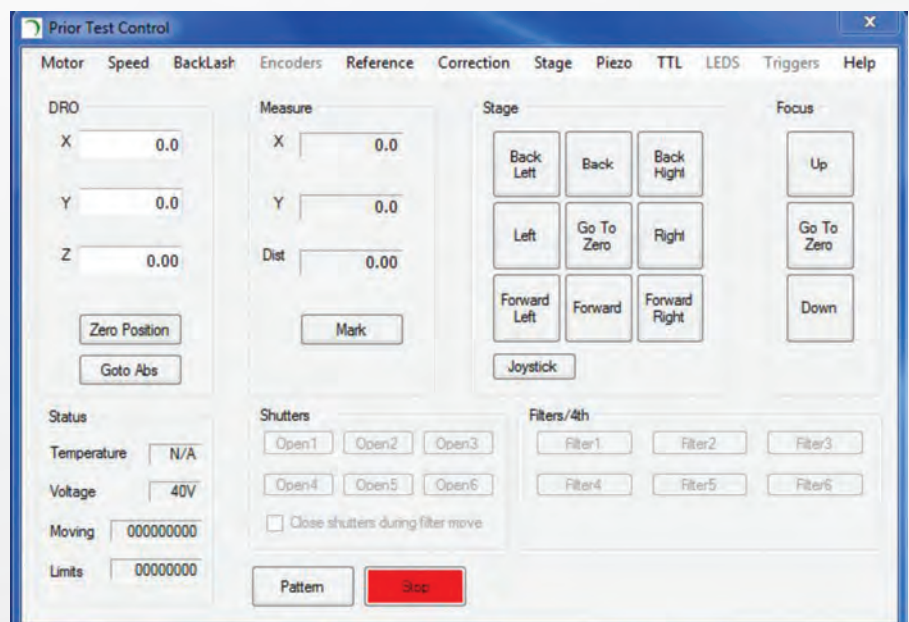 Prior Test Control
X
Motor Speed BackLash Encoders Reference Correction Stage Piezo TTL LEDS Triggers Help
DRO
X 0.0
Y 0.0
Z 0.00
Zero Position
Goto Abs
Measure
X 0.0
Y 0.0
Dist 0.00
Mark
Stage
Back Left
Back
Back Right
Left
Go To Zero
Right
Forward Left
Forward
Forward Right
Joystick
Focus
Up
Go To Zero
Down
Status
Temperature N/A
Voltage 40V
Moving 000000000
Limits 00000000
Shutters
Open1 Open2 Open3
Open4 Open5 Open6
Close shutters during filter move
Filters/4th
Filter1 Filter2 Filter3
Filter4 Filter5 Filter6
Pattern
Stop